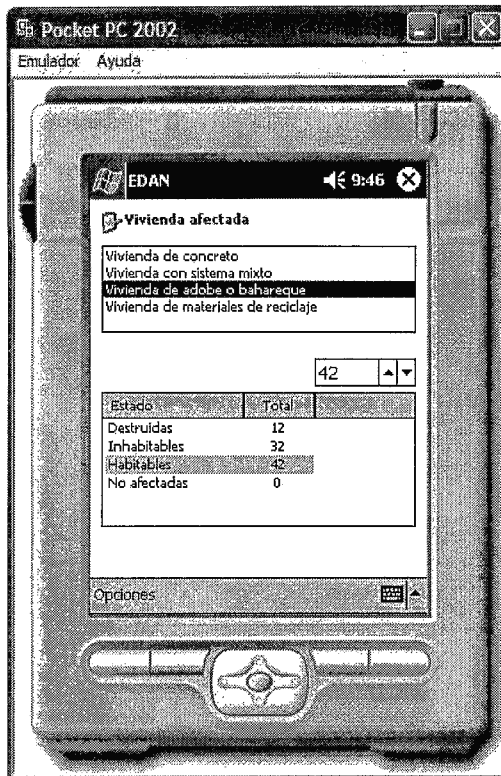 Pocket PC 2002
Emulador Ayuda
EDAN 9:46
Vivienda afectada
Vivienda de concreto
Vivienda con sistema mixto
Vivienda de adobe o bahareque
Vivienda de materiales de reciclaje
42
Estado Total
Destruidas 12
Inhabitables 32
Habitables 42
No afectadas 0
Opciones